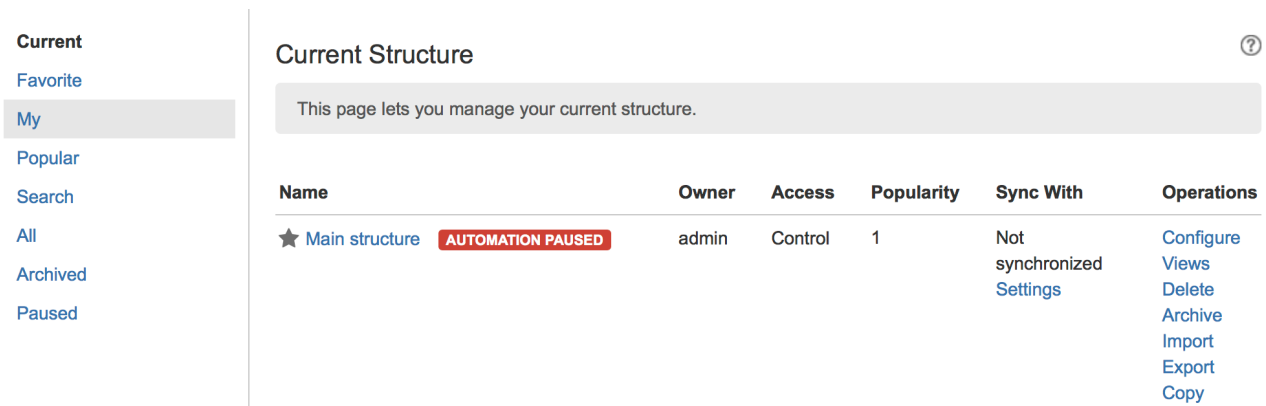 Current
Favorite
My
Popular
Search
All
Archived
Paused
Current Structure
?
This page lets you manage your current structure.
Name Owner Access Popularity Sync With Operations
Main structure AUTOMATION PAUSED admin Control 1 Not Configure
synchronized Views
Settings Delete
Archive
Import
Export
Copy